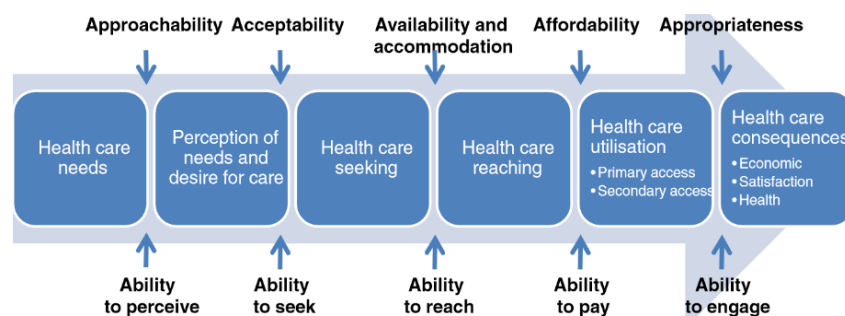 Approachability
Acceptability
Availability and
accommodation
Affordability
Appropriateness
Health care
needs
Perception of
needs and
desire for care
Health care
seeking
Health care
reaching
Health care
utilisation
• Primary access
• Secondary access
Health care
consequences
• Economic
• Satisfaction
• Health
Ability
to perceive
Ability
to seek
Ability
to reach
Ability
to pay
Ability
to engage